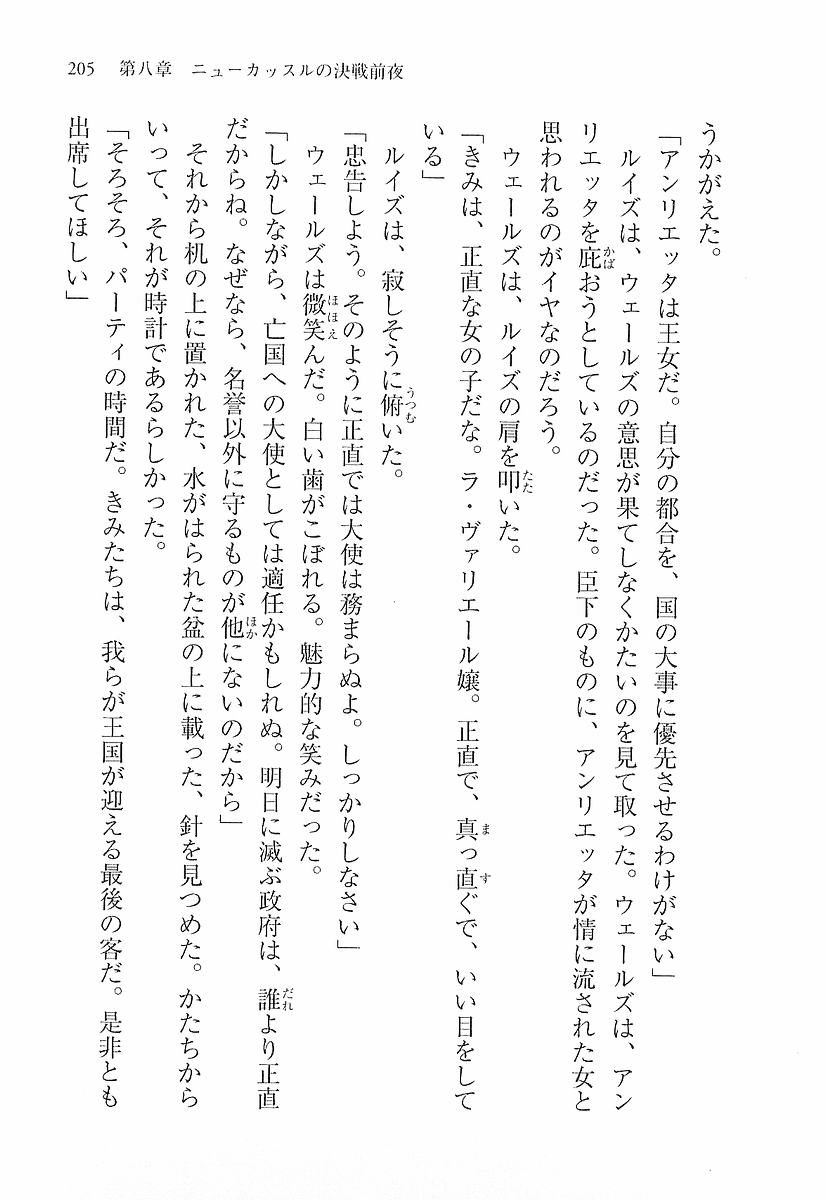 205　第八章　ニューカッスルの決戦前夜
うかがえた。
「アンリエッタは王女だ。自分の都合を、国の大事に優先させるわけがない」
　ルイズは、ウェールズの意思が果てしなくかたいのを見て取った。ウェールズは、アン
リエッタを庇おうとしているのだった。臣下のものに、アンリエッタが情に流された女と
思われるのがイヤなのだろう。
　ウェールズは、ルイズの肩を叩いた。
「きみは、正直な女の子だな。ラ・ヴァリエール嬢。正直で、真っ直ぐで、いい目をして
いる」
　ルイズは、寂しそうに俯いた。
「忠告しよう。そのように正直では大使は務まらぬよ。しっかりしなさい」
　ウェールズは微笑んだ。白い歯がこぼれる。魅力的な笑みだった。
「しかしながら、亡国への大使としては適任かもしれぬ。明日に滅ぶ政府は、誰より正直
だからね。なぜなら、名誉以外に守るものが他にないのだから」
　それから机の上に置かれた、水がはられた盆の上に載った、針を見つめた。かたちから
いって、それが時計であるらしかった。
「そろそろ、パーティの時間だ。きみたちは、我らが王国が迎える最後の客だ。是非とも
出席してほしい」